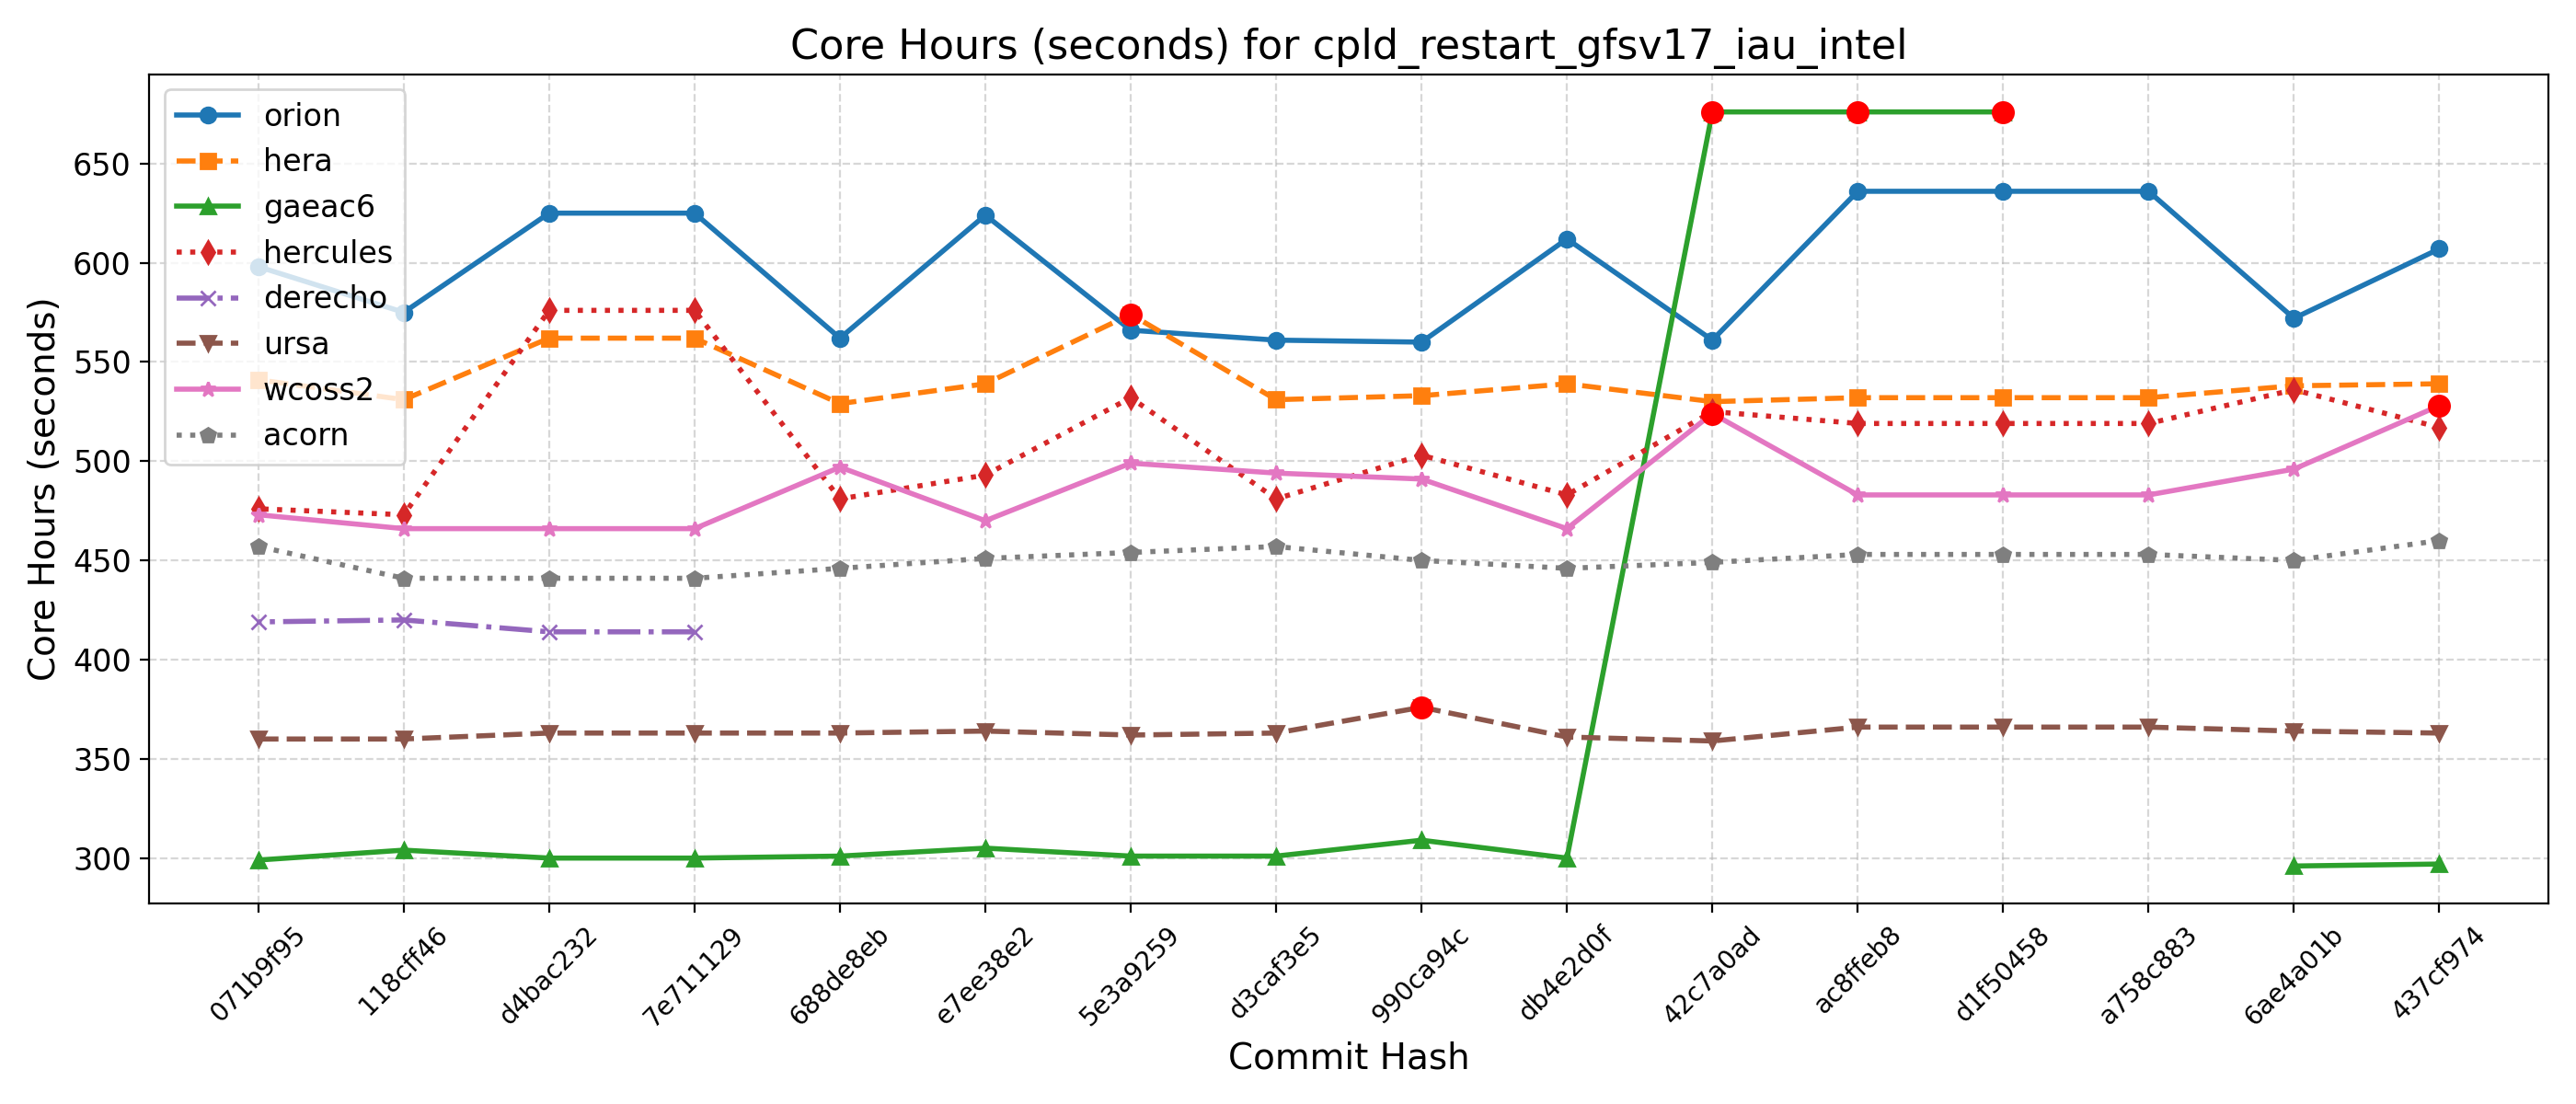 Core Hours (seconds) for cpld_restart_gfsv17_iau_intel
orion
hera
gaeac6
hercules
derecho
ursa
wcoss2
acorn
Core Hours (seconds)
650
600
550
500
450
400
350
300
071b9f95
118cff46
d4bac232
7e711129
688de8eb
e7ee38e2
5e3a9259
d3caf3e5
990ca94c
db4e2d0f
42c7a0ad
ac8ffeb8
d1f50458
a758c883
6ae4a01b
437cf974
Commit Hash